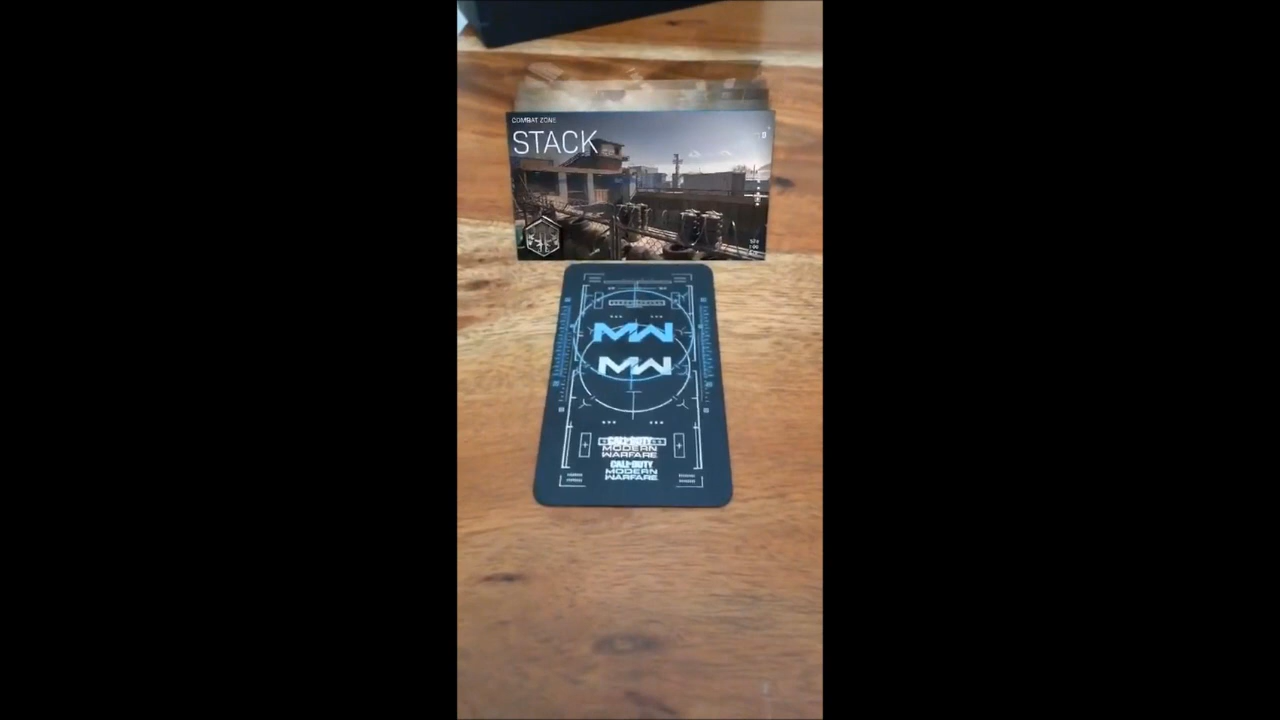 COMBAT ZONE
STACK
MW
MW
CALL OF DUTY
MODERN
WARFARE
CALL OF DUTY
MODERN
WARFARE